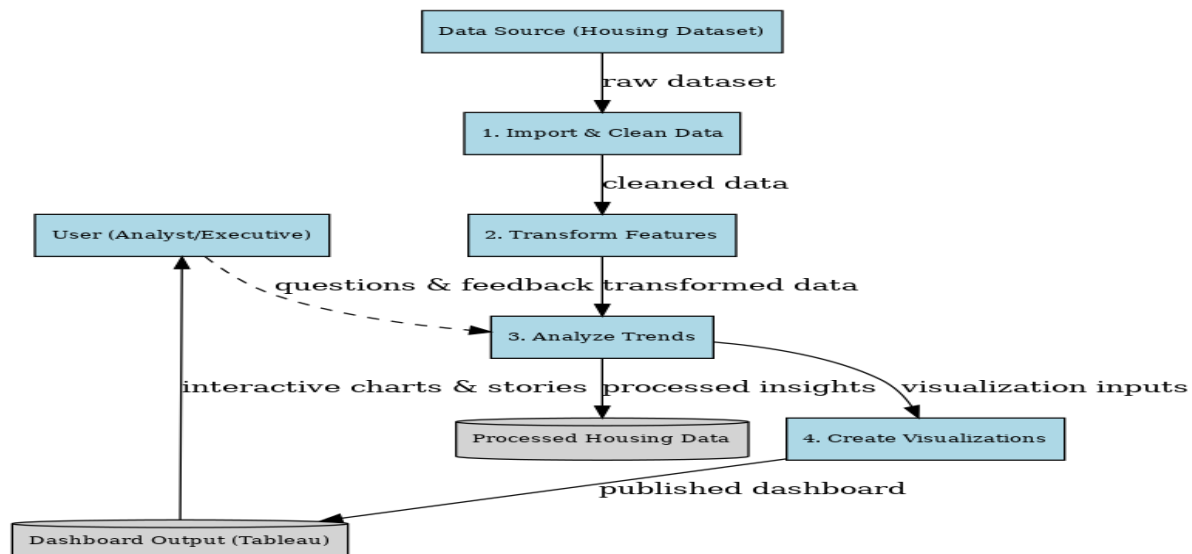 Data Source (Housing Dataset)
raw dataset
1. Import & Clean Data
cleaned data
User (Analyst/Executive)
2. Transform Features
questions & feedback
transformed data
3. Analyze Trends
interactive charts & stories
processed insights
visualization inputs
Processed Housing Data
4. Create Visualizations
published dashboard
Dashboard Output (Tableau)